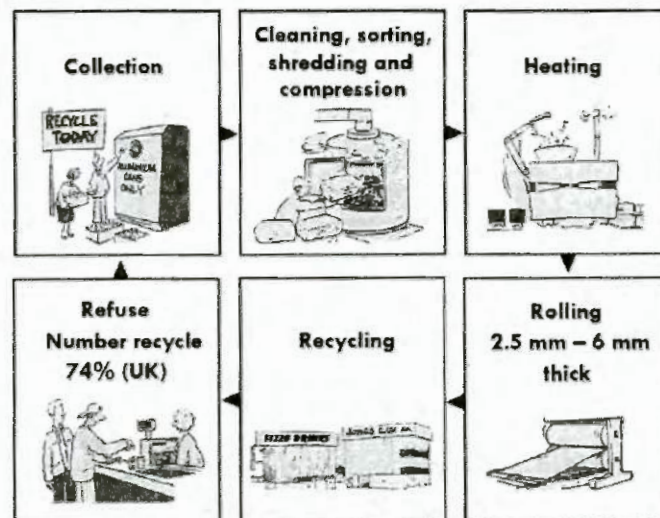 Collection
RECYCLE
TODAY
ALUMINIUM
CANS
ONLY
Cleaning, sorting,
shredding and
compression
Heating
Refuse
Number recycle
74% (UK)
Recycling
FIZZY DRINKS
Rolling
2.5 mm – 6 mm
thick